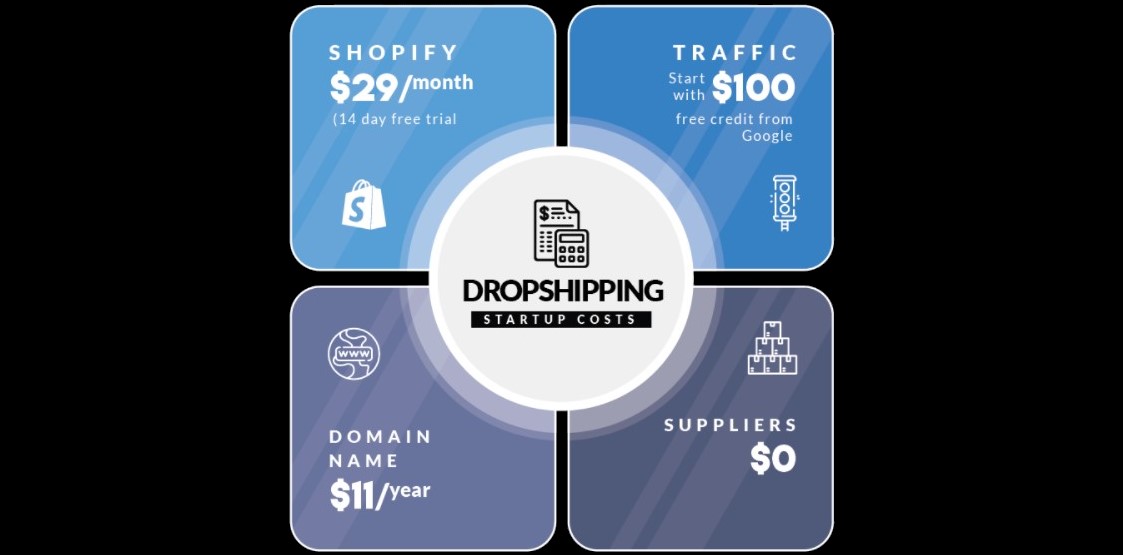 SHOPIFY
$29/month
(14 day free trial
TRAFFIC
Start with $100
free credit from
Google
$
S
DROPSHIPPING
STARTUP COSTS
www
DOMAIN
NAME
$11/year
SUPPLIERS
$0